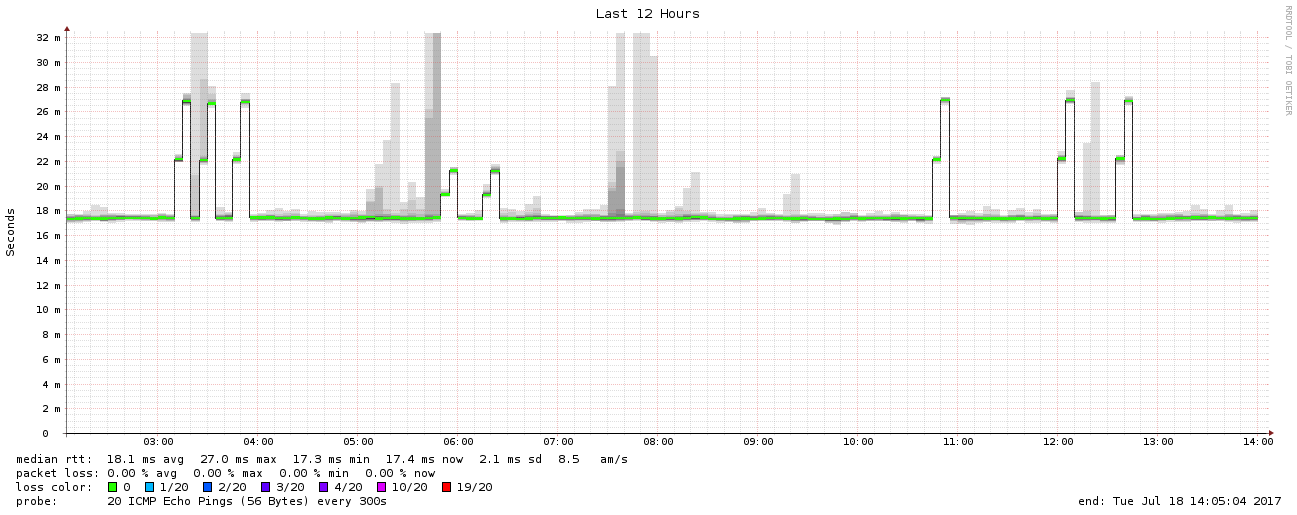 Last 12 Hours
RRDTOOL / TOBI OETIKER
Seconds
32 m
30 m
28 m
26 m
24 m
22 m
20 m
18 m
16 m
14 m
12 m
10 m
8 m
6 m
4 m
2 m
0
03:00 04:00 05:00 06:00 07:00 08:00 09:00 10:00 11:00 12:00 13:00 14:00
median rtt: 18.1 ms avg 27.0 ms max 17.3 ms min 17.4 ms now 2.1 ms sd 8.5 am/s
packet loss: 0.00 % avg 0.00 % max 0.00 % min 0.00 % now
loss color: 0 1/20 2/20 3/20 4/20 10/20 19/20
probe: 20 ICMP Echo Pings (56 Bytes) every 300s end: Tue Jul 18 14:05:04 2017